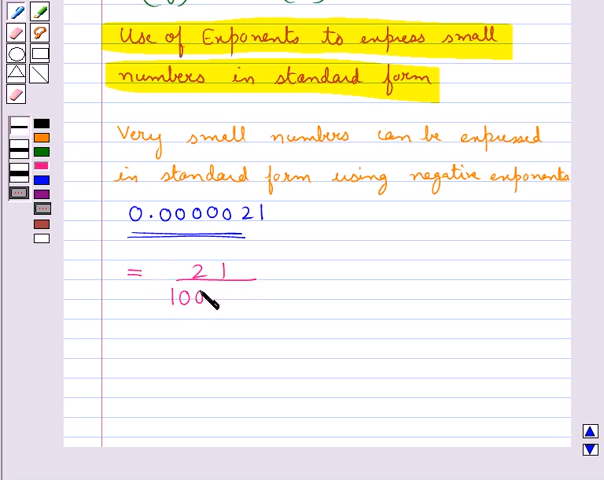 Use of Exponents to express small
numbers in standard form
Very small numbers can be expressed
in standard form using negative exponents
0.0000021
= 21
100